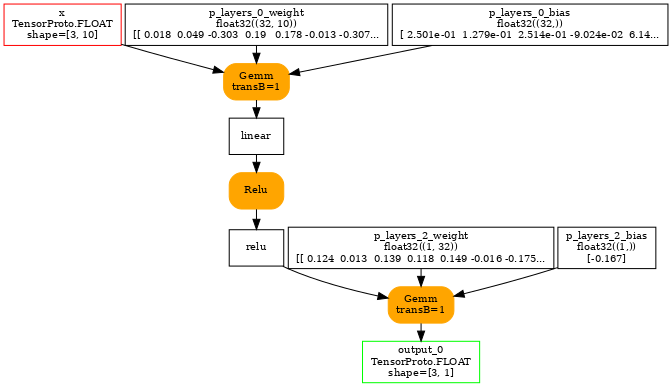 x
TensorProto.FLOAT
shape=[3, 10]
p_layers_0_weight
float32((32, 10))
[[ 0.018  0.049 -0.303  0.19   0.178 -0.013 -0.307...
p_layers_0_bias
float32((32,))
[ 2.501e-01  1.279e-01  2.514e-01 -9.024e-02  6.14...
Gemm
transB=1
linear
Relu
relu
p_layers_2_weight
float32((1, 32))
[[ 0.124  0.013  0.139  0.118  0.149 -0.016 -0.175...
p_layers_2_bias
float32((1,))
[-0.167]
Gemm
transB=1
output_0
TensorProto.FLOAT
shape=[3, 1]